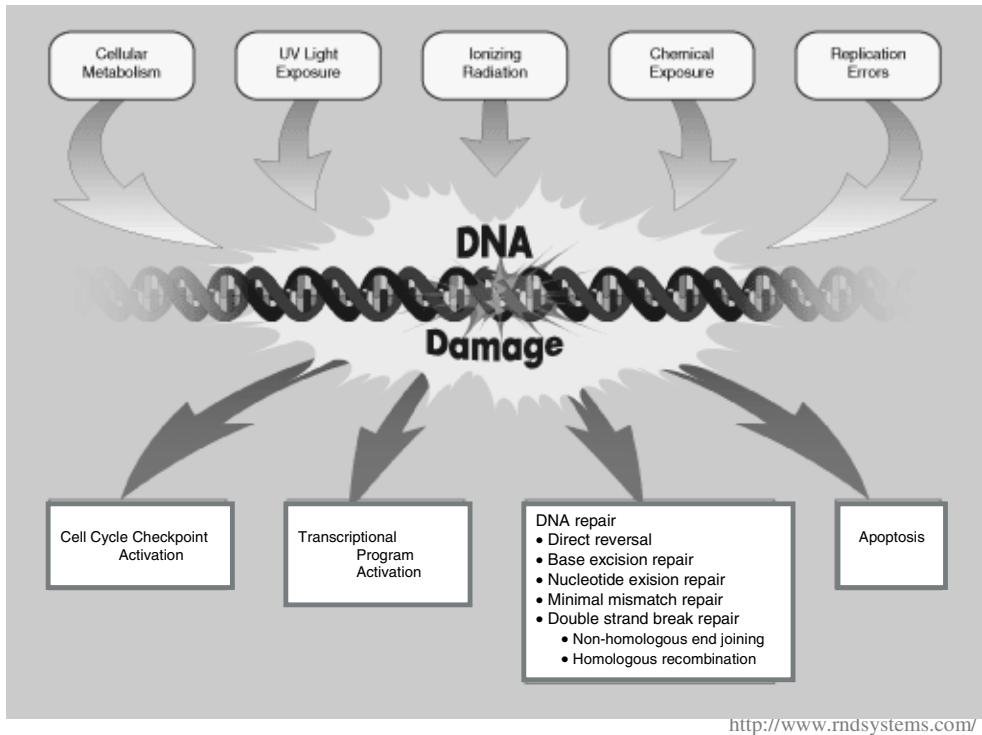 Cellular
Metabolism
UV Light
Exposure
Ionizing
Radiation
Chemical
Exposure
Replication
Errors
DNA
Damage
Cell Cycle Checkpoint
Activation
Transcriptional
Program
Activation
DNA repair
• Direct reversal
• Base excision repair
• Nucleotide exision repair
• Minimal mismatch repair
• Double strand break repair
• Non-homologous end joining
• Homologous recombination
Apoptosis
http://www.rndsystems.com/